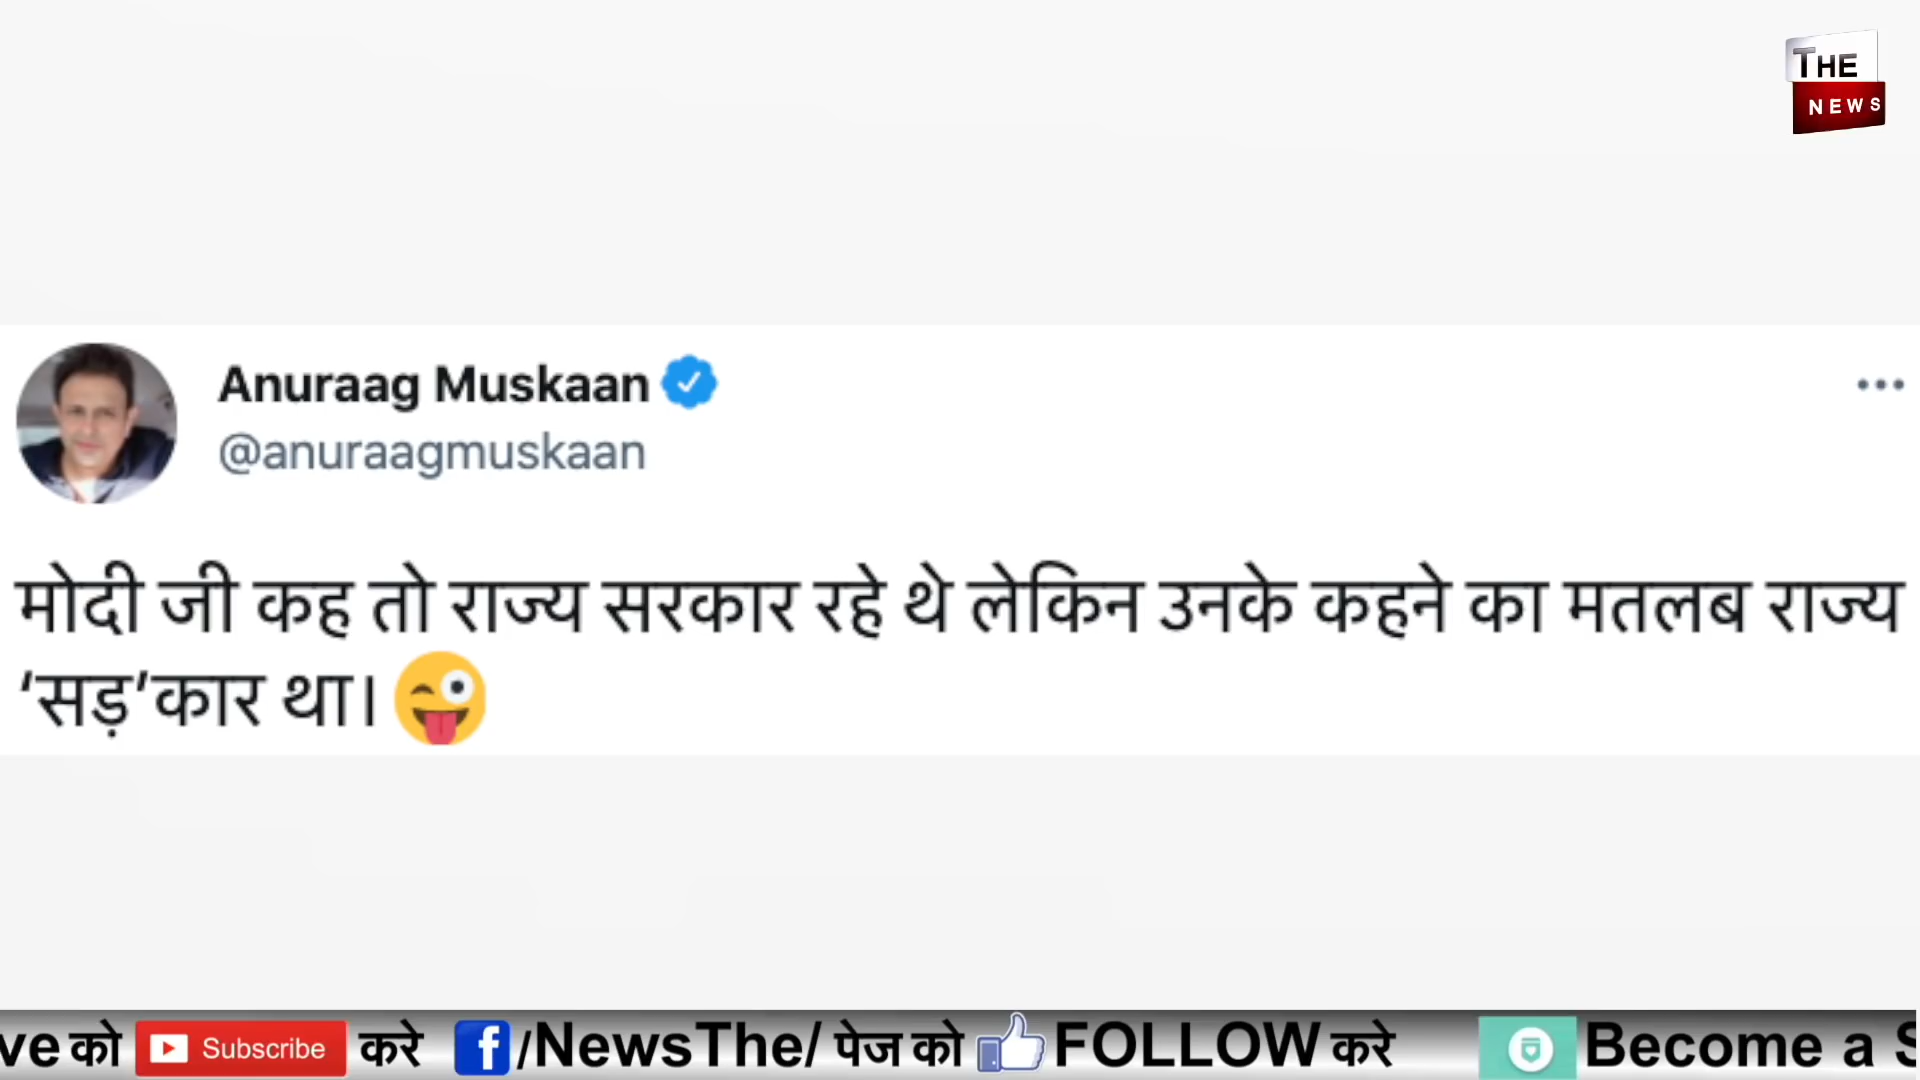 THE
NEWS
Anuraag Muskaan
@anuraagmuskaan
मोदी जी कह तो राज्य सरकार रहे थे लेकिन उनके कहने का मतलब राज्य
‘सड़’कार था। 😜
ve को Subscribe करे f/NewsThe/ पेज को FOLLOW करे Become a S